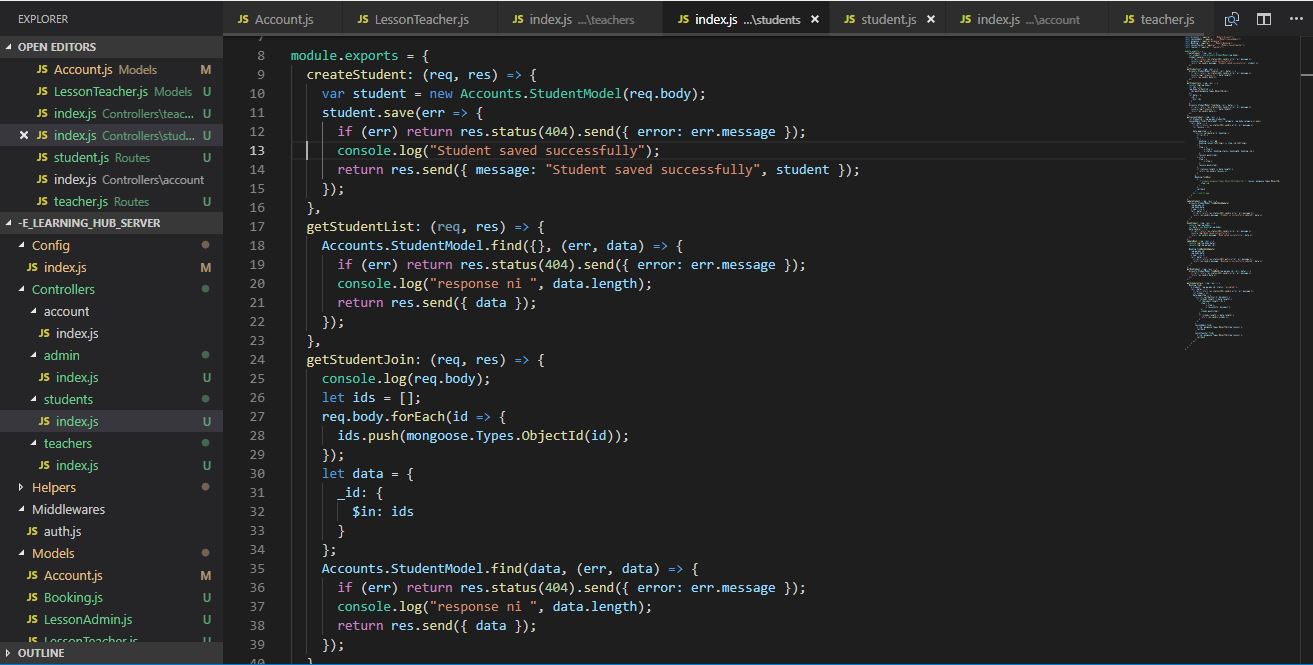 EXPLORER
OPEN EDITORS
JS Account.js Models M
JS LessonTeacher.js Models U
JS index.js Controllers\teac... U
× JS index.js Controllers\stud... U
JS student.js Routes U
JS index.js Controllers\account
JS teacher.js Routes U
-E_LEARNING_HUB_SERVER
Config
JS index.js M
Controllers
account
JS index.js
admin
JS index.js U
students
JS index.js U
teachers
JS index.js U
Helpers
Middlewares
JS auth.js
Models
JS Account.js M
JS Booking.js U
JS LessonAdmin.js U
JS LessonTeacher.js U
OUTLINE
JS Account.js JS LessonTeacher.js JS index.js ...\teachers JS index.js ...\students × JS student.js × JS index.js ...\account JS teacher.js ...
7
8 module.exports = {
9 createStudent: (req, res) => {
10 var student = new Accounts.StudentModel(req.body);
11 student.save(err => {
12 if (err) return res.status(404).send({ error: err.message });
13 console.log("Student saved successfully");
14 return res.send({ message: "Student saved successfully", student });
15 });
16 },
17 getStudentList: (req, res) => {
18 Accounts.StudentModel.find({}, (err, data) => {
19 if (err) return res.status(404).send({ error: err.message });
20 console.log("response ni ", data.length);
21 return res.send({ data });
22 });
23 },
24 getStudentJoin: (req, res) => {
25 console.log(req.body);
26 let ids = [];
27 req.body.forEach(id => {
28 ids.push(mongoose.Types.ObjectId(id));
29 });
30 let data = {
31 _id: {
32 $in: ids
33 }
34 };
35 Accounts.StudentModel.find(data, (err, data) => {
36 if (err) return res.status(404).send({ error: err.message });
37 console.log("response ni ", data.length);
38 return res.send({ data });
39 });
40 }